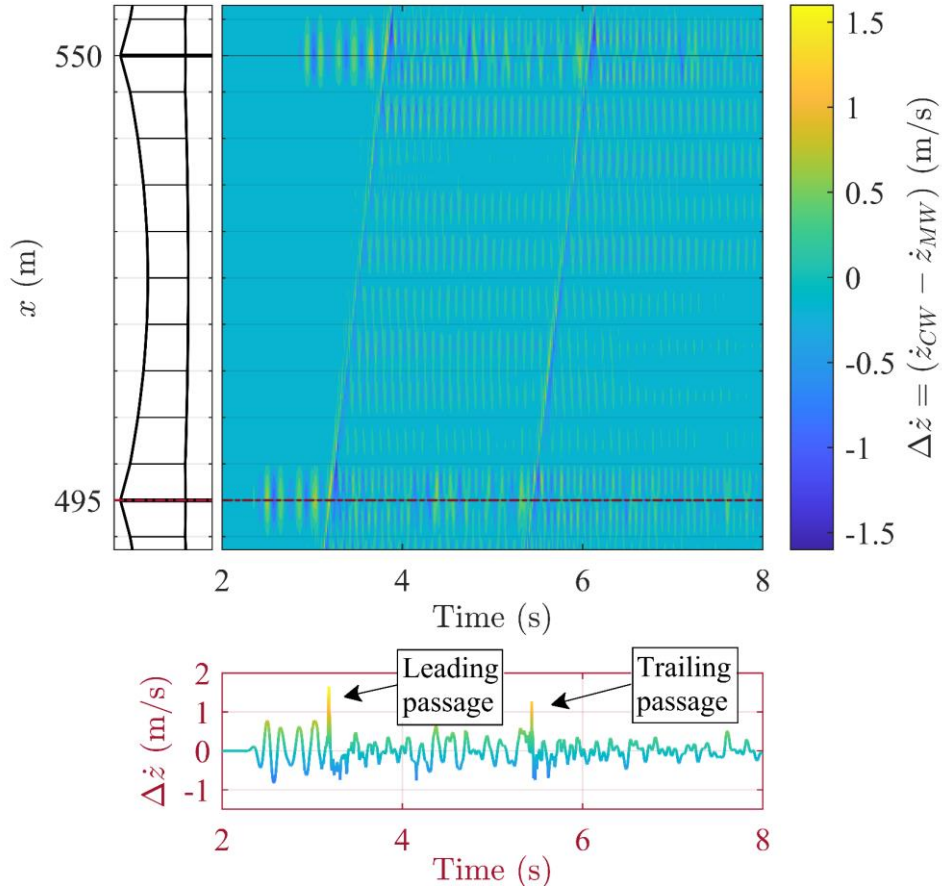 550
495
x (m)
2
4
6
8
Time (s)
1.5
1
0.5
0
-0.5
-1
-1.5
Δż = (ż_CW − ż_MW) (m/s)
Leading
passage
Trailing
passage
2
1
0
-1
Δż (m/s)
2
4
6
8
Time (s)